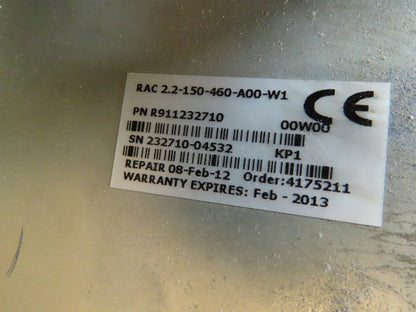 RAC 2.2-150-460-A00-W1
CE
PN R911232710
00W00
SN 232710-04532
KP1
REPAIR 08-Feb-12 Order:4175211
WARRANTY EXPIRES: Feb - 2013